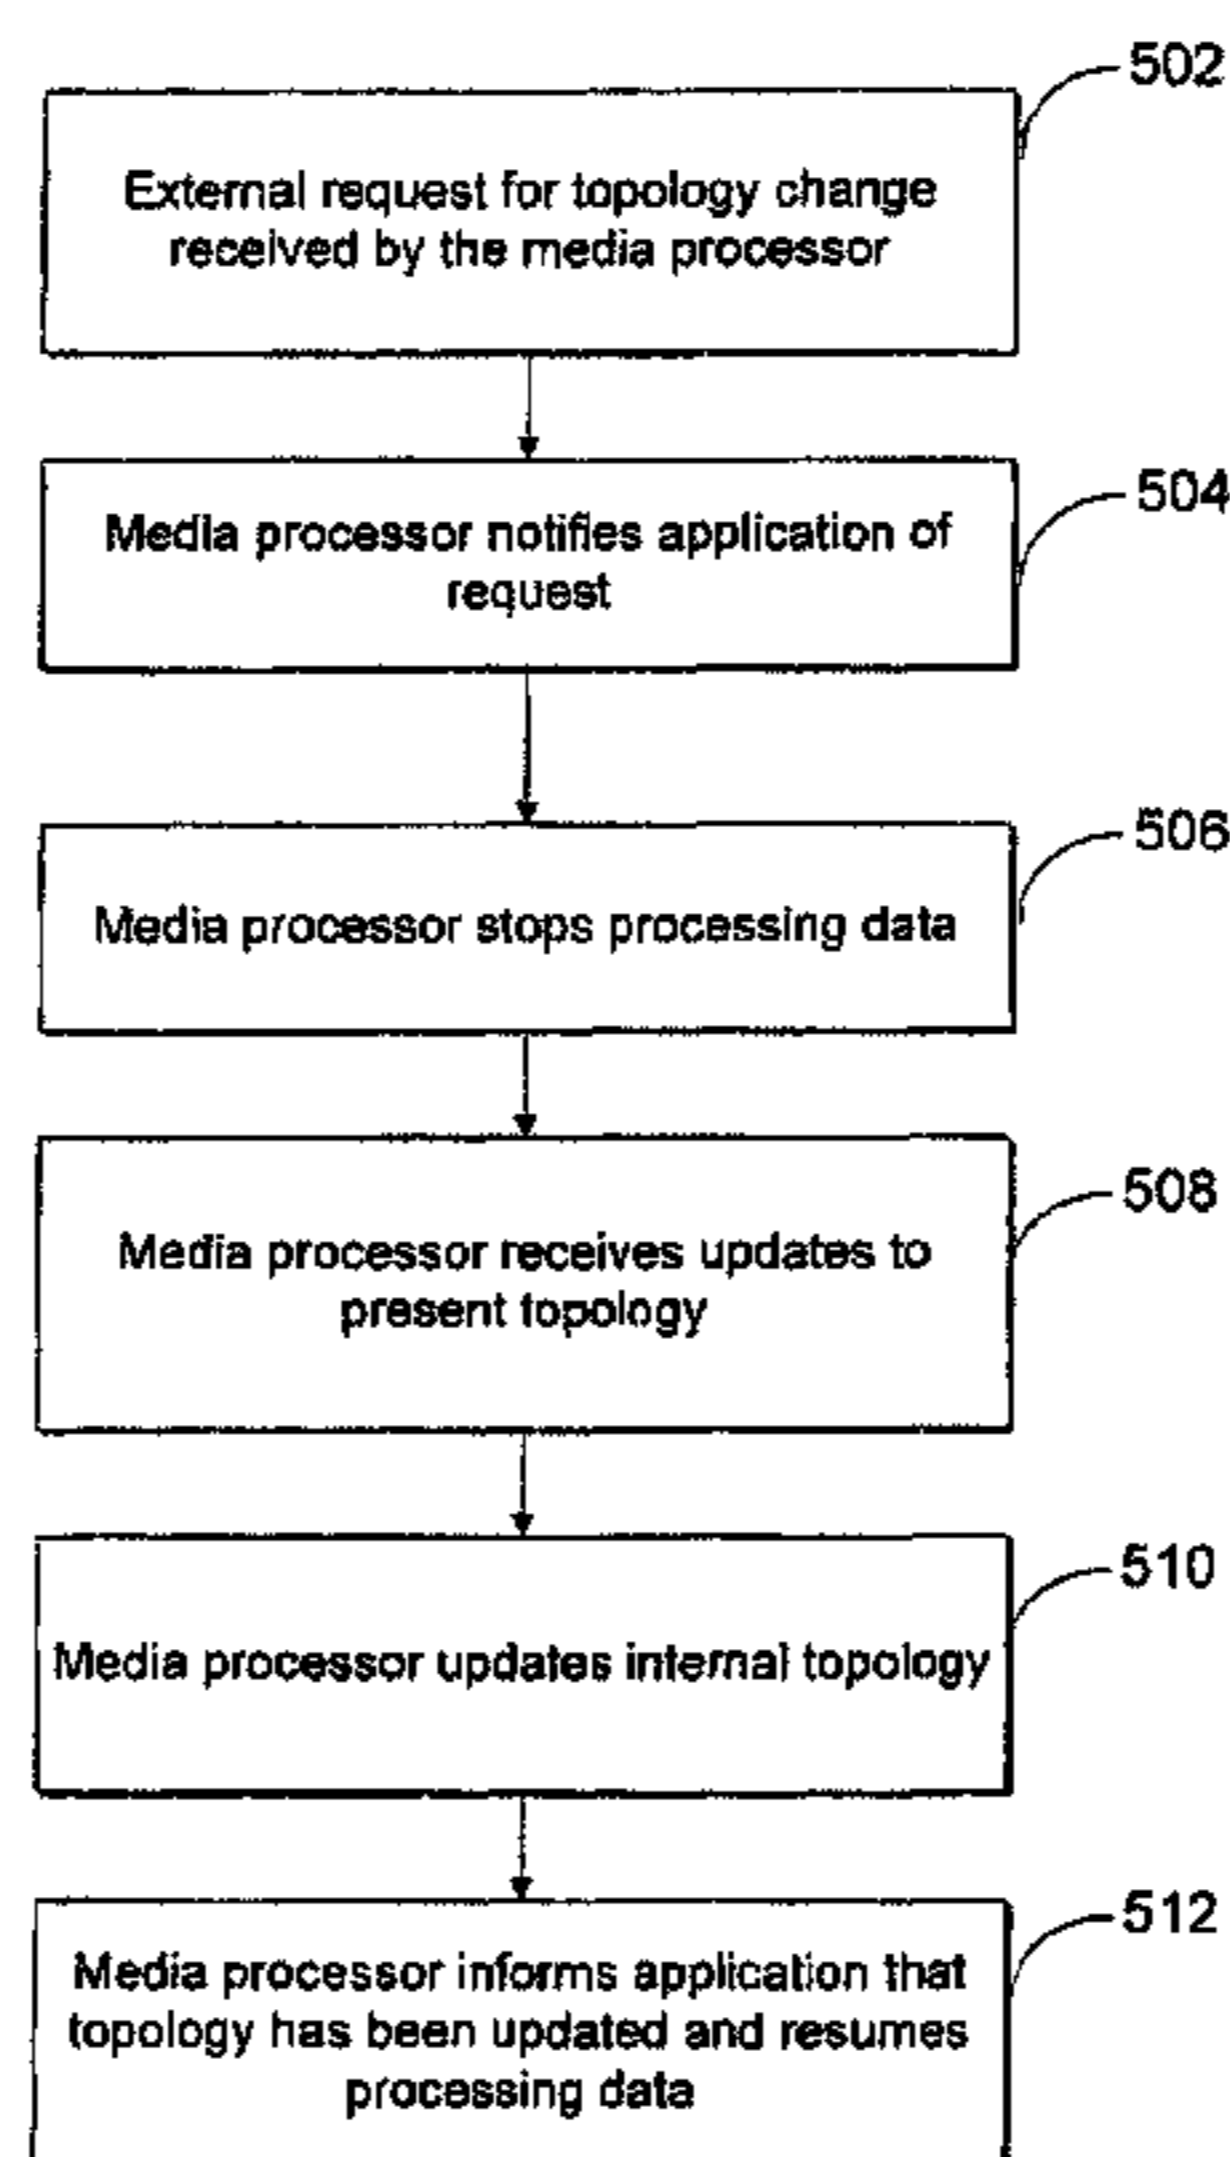 502
External request for topology change
received by the media processor
504
Media processor notifies application of
request
506
Media processor stops processing data
508
Media processor receives updates to
present topology
510
Media processor updates internal topology
512
Media processor informs application that
topology has been updated and resumes
processing data